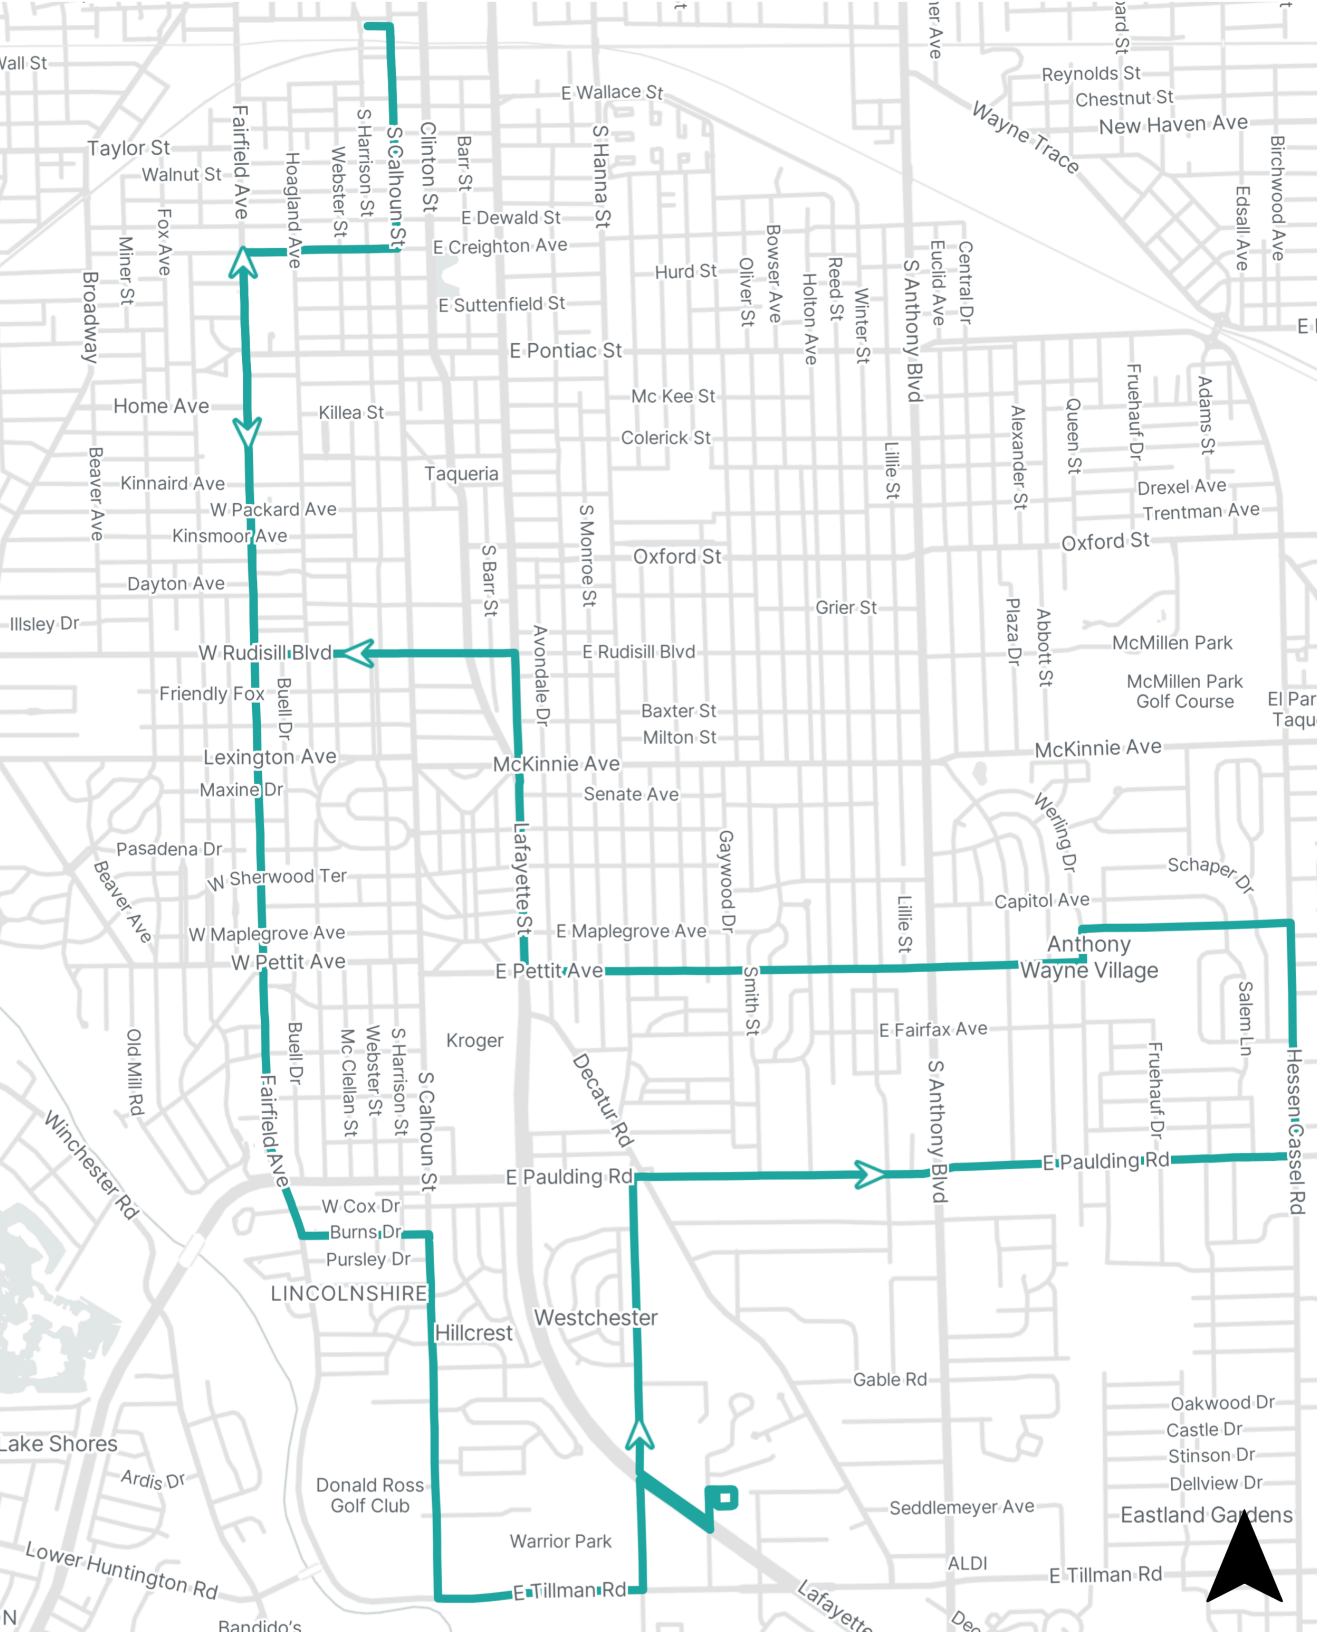 Wall St
E Wallace St
Reynolds St
Chestnut St
New Haven Ave
Wayne Trace
Taylor St
Walnut St
Fairfield Ave
S Harrison St
S Calhoun St
Clinton St
Barr St
S Hanna St
Birchwood Ave
Edsall Ave
Hoagland Ave
Webster St
Fox Ave
Miner St
E Dewald St
E Creighton Ave
Bowser Ave
Hurd St
Oliver St
Reed St
Holton Ave
Winter St
S Anthony Blvd
Euclid Ave
Central Dr
Broadway
E Suttenfield St
E Pontiac St
Home Ave
Killea St
Mc Kee St
Colerick St
Fruehauf Dr
Adams St
Queen St
Alexander St
Lillie St
Beaver Ave
Kinnaird Ave
Taqueria
W Packard Ave
Kinsmoor Ave
Drexel Ave
Trentman Ave
S Monroe St
Oxford St
Oxford St
S Barr St
Dayton Ave
Grier St
Illsley Dr
Plaza Dr
Abbott St
W Rudisill Blvd
Avondale Dr
E Rudisill Blvd
McMillen Park
Friendly Fox
Buell Dr
McMillen Park
Golf Course
El Par
Taqu
Baxter St
Milton St
Lexington Ave
McKinnie Ave
McKinnie Ave
Maxine Dr
Senate Ave
Werling Dr
Lafayette St
Gaywood Dr
Pasadena Dr
Beaver Ave
W Sherwood Ter
Schaper Dr
Capitol Ave
Lillie St
W Maplegrove Ave
E Maplegrove Ave
Anthony
Wayne Village
W Pettit Ave
E Pettit Ave
Smith St
Salem Ln
Old Mill Rd
Buell Dr
Mc Clellan St
Webster St
S Harrison St
Kroger
E Fairfax Ave
Fruehauf Dr
Hessen Cassel Rd
Decatur Rd
S Anthony Blvd
Fairfield Ave
S Calhoun St
Winchester Rd
E Paulding Rd
E Paulding Rd
W Cox Dr
Burns Dr
Pursley Dr
LINCOLNSHIRE
Westchester
Hillcrest
Gable Rd
Oakwood Dr
Castle Dr
Stinson Dr
Dellview Dr
Lake Shores
Ardis Dr
Donald Ross
Golf Club
Seddlemeyer Ave
Eastland Gardens
Warrior Park
Lower Huntington Rd
ALDI
E Tillman Rd
E Tillman Rd
Lafayette
Dec
Bandido's
N